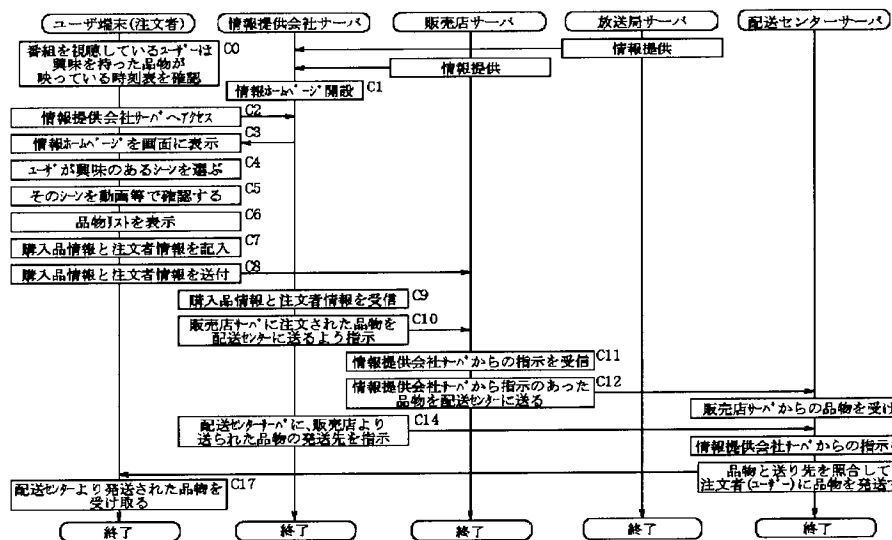 ユーザ端末(注文者)
情報提供会社サーバ
販売店サーバ
放送局サーバ
配送センターサーバ
番組を視聴しているユーザーは
興味を持った品物が
映っている時刻表を確認
C0
情報提供
情報提供
情報ホームページ開設
C1
情報提供会社サーバへアクセス
C2
情報ホームページを画面に表示
C3
ユーザが興味のあるシーンを選ぶ
C4
そのシーンを動画等で確認する
C5
品物リストを表示
C6
購入品情報と注文者情報を記入
C7
購入品情報と注文者情報を送付
C8
購入品情報と注文者情報を受信
C9
販売店サーバに注文された品物を
配送センターに送るよう指示
C10
情報提供会社サーバからの指示を受信
C11
情報提供会社サーバから指示のあった
品物を配送センターに送る
C12
販売店サーバからの品物を受け
配送センターサーバに、販売店より
送られた品物の発送先を指示
C14
情報提供会社サーバからの指示
品物と送り先を照合して
注文者(ユーザー)に品物を発送す
配送センターより発送された品物を
受け取る
C17
終了
終了
終了
終了
終了